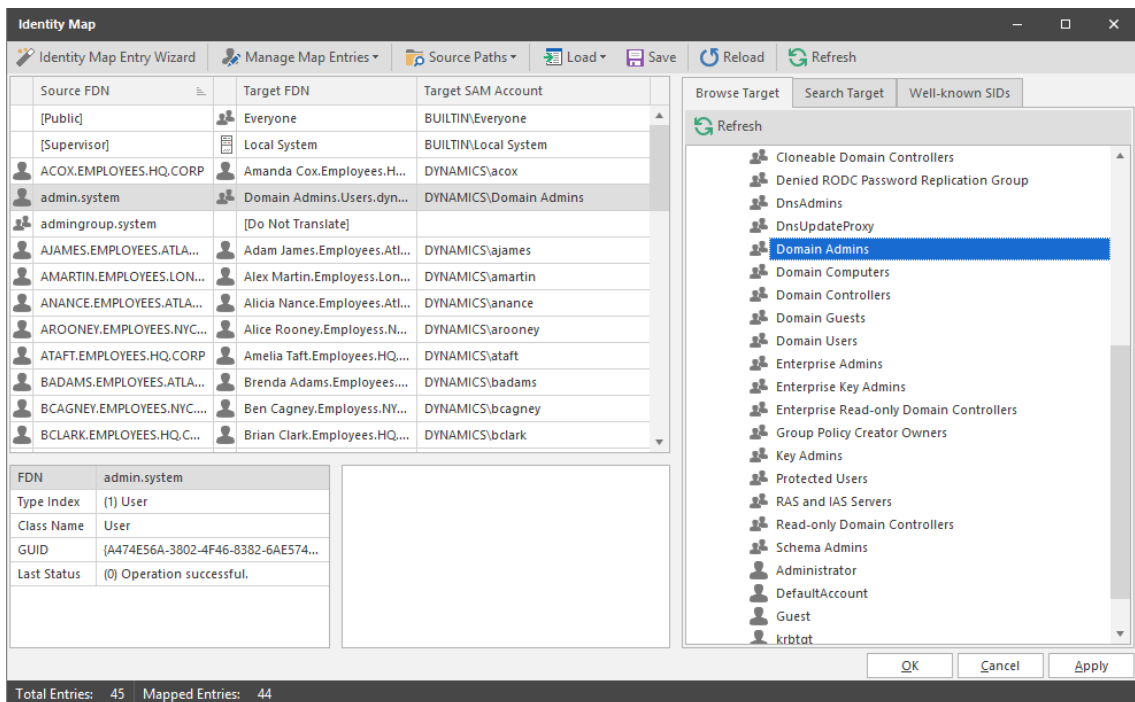 Identity Map
Identity Map Entry Wizard Manage Map Entries Source Paths Load Save Reload Refresh
Source FDN Target FDN Target SAM Account
[Public] Everyone BUILTIN\Everyone
[Supervisor] Local System BUILTIN\Local System
ACOX.EMPLOYEES.HQ.CORP Amanda Cox.Employees.H... DYNAMICS\acox
admin.system Domain Admins.Users.dyn... DYNAMICS\Domain Admins
admingroup.system [Do Not Translate]
AJAMES.EMPLOYEES.ATLA... Adam James.Employees.Atl... DYNAMICS\ajames
AMARTIN.EMPLOYEES.LON... Alex Martin.Employess.Lon... DYNAMICS\amartin
ANANCE.EMPLOYEES.ATLA... Alicia Nance.Employees.Atl... DYNAMICS\anance
AROONEY.EMPLOYEES.NYC... Alice Rooney.Employess.N... DYNAMICS\arooney
ATAFT.EMPLOYEES.HQ.CORP Amelia Taft.Employees.HQ.... DYNAMICS\ataft
BADAMS.EMPLOYEES.ATLA... Brenda Adams.Employees.... DYNAMICS\badams
BCAGNEY.EMPLOYEES.NYC.... Ben Cagney.Employess.NY... DYNAMICS\bcagney
BCLARK.EMPLOYEES.HQ.C... Brian Clark.Employees.HQ.... DYNAMICS\bclark
FDN admin.system
Type Index (1) User
Class Name User
GUID {A474E56A-3802-4F46-8382-6AE574...
Last Status (0) Operation successful.
Browse Target Search Target Well-known SIDs
Refresh
Cloneable Domain Controllers
Denied RODC Password Replication Group
DnsAdmins
DnsUpdateProxy
Domain Admins
Domain Computers
Domain Controllers
Domain Guests
Domain Users
Enterprise Admins
Enterprise Key Admins
Enterprise Read-only Domain Controllers
Group Policy Creator Owners
Key Admins
Protected Users
RAS and IAS Servers
Read-only Domain Controllers
Schema Admins
Administrator
DefaultAccount
Guest
krbtgt
OK Cancel Apply
Total Entries: 45 Mapped Entries: 44